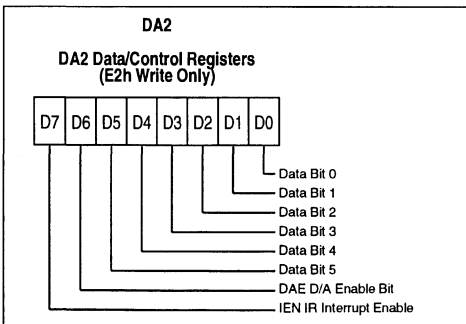 DA2
DA2 Data/Control Registers
(E2h Write Only)
D7 D6 D5 D4 D3 D2 D1 D0
Data Bit 0
Data Bit 1
Data Bit 2
Data Bit 3
Data Bit 4
Data Bit 5
DAE D/A Enable Bit
IEN IR Interrupt Enable